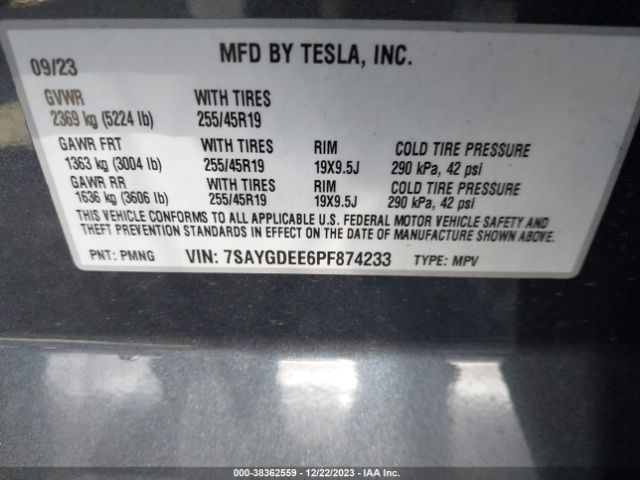 09/23 MFD BY TESLA, INC.
GVWR WITH TIRES
2369 kg (5224 lb) 255/45R19
GAWR FRT WITH TIRES RIM COLD TIRE PRESSURE
1363 kg (3004 lb) 255/45R19 19X9.5J 290 kPa, 42 psi
GAWR RR WITH TIRES RIM COLD TIRE PRESSURE
1636 kg (3606 lb) 255/45R19 19X9.5J 290 kPa, 42 psi
THIS VEHICLE CONFORMS TO ALL APPLICABLE U.S. FEDERAL MOTOR VEHICLE SAFETY AND
THEFT PREVENTION STANDARDS IN EFFECT ON THE DATE OF MANUFACTURE SHOWN ABOVE.
PNT: PMNG VIN: 7SAYGDEE6PF874233 TYPE: MPV
000-38362559 - 12/22/2023 - IAA Inc.